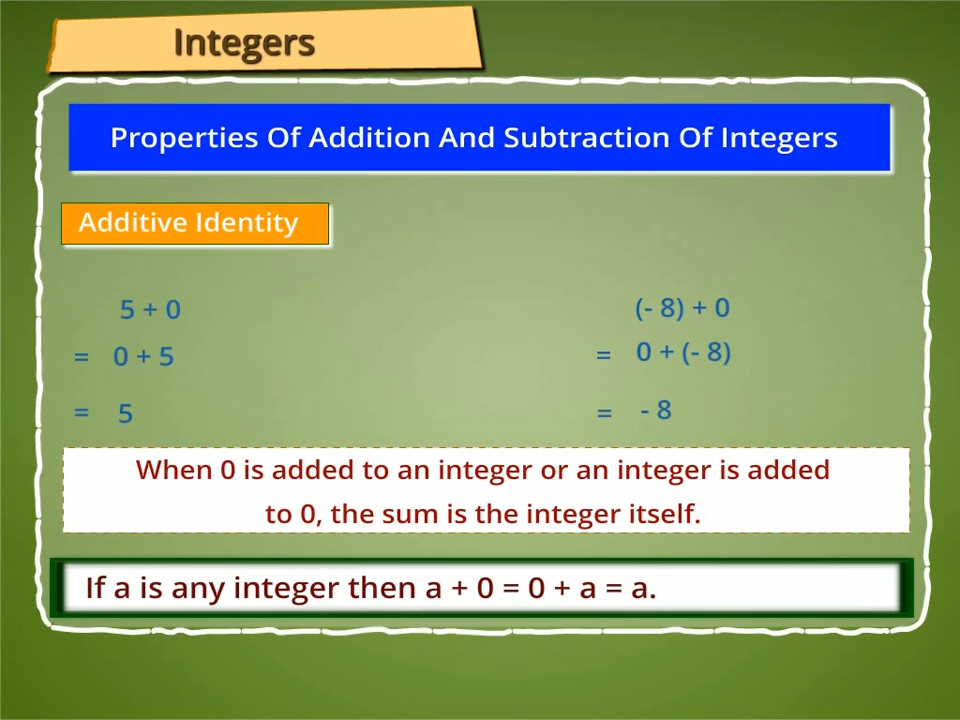 Integers
Properties Of Addition And Subtraction Of Integers
Additive Identity
5 + 0
= 0 + 5
= 5
(- 8) + 0
= 0 + (- 8)
= - 8
When 0 is added to an integer or an integer is added
to 0, the sum is the integer itself.
If a is any integer then a + 0 = 0 + a = a.